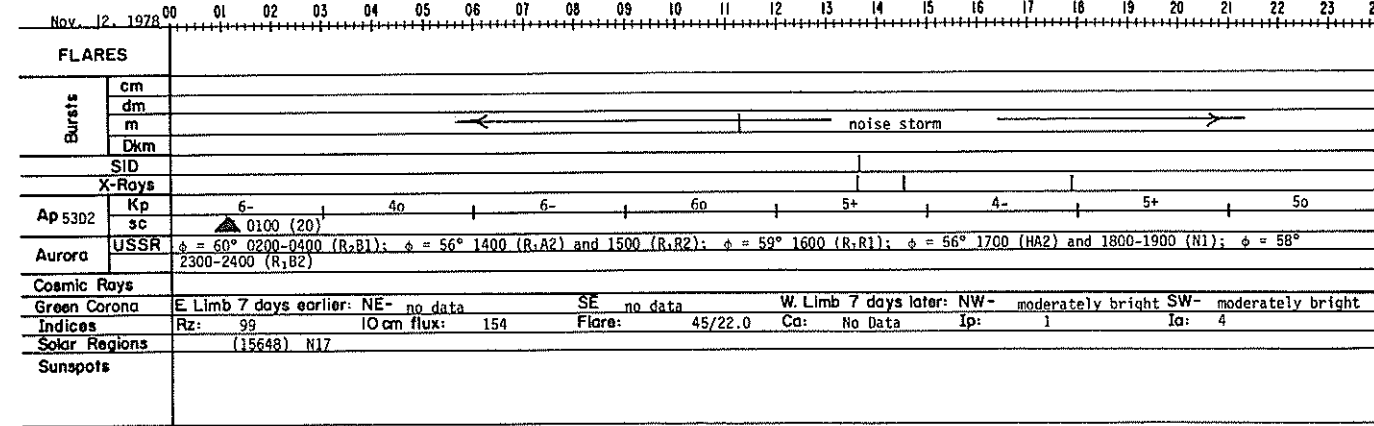 Nov. 12, 1978 00 01 02 03 04 05 06 07 08 09 10 11 12 13 14 15 16 17 18 19 20 21 22 23 2
FLARES
Bursts
cm
dm
m noise storm
Dkm
SID
X-Rays
Ap 53D2
Kp 6- 4o 6- 6o 5+ 4- 5+ 5o
sc 0100 (20)
Aurora
USSR φ = 60° 0200-0400 (R₂B1); φ = 56° 1400 (R₁A2) and 1500 (R₁R2); φ = 59° 1600 (R₁R1); φ = 56° 1700 (HA2) and 1800-1900 (N1); φ = 58°
2300-2400 (R₁B2)
Cosmic Rays
Green Corona E. Limb 7 days earlier: NE- no data SE no data W. Limb 7 days later: NW- moderately bright SW- moderately bright
Indices Rz: 99 10 cm flux: 154 Flare: 45/22.0 Ca: No Data Ip: 1 Ia: 4
Solar Regions (15648) N17
Sunspots